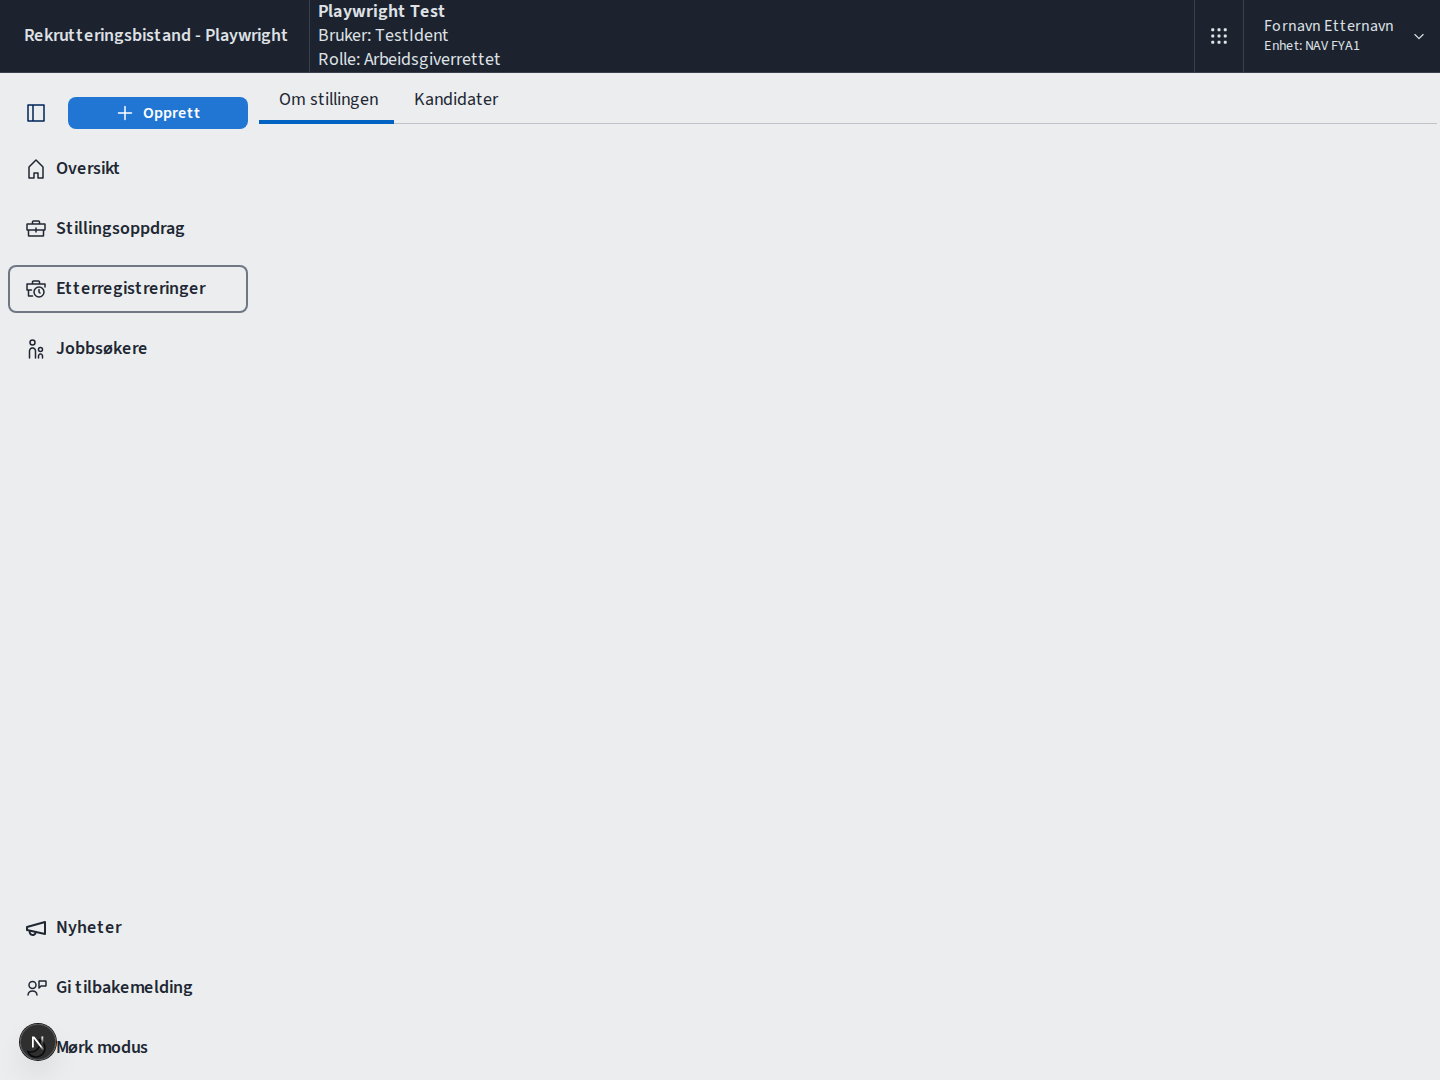 Rekrutteringsbistand - Playwright
Playwright Test
Bruker: TestIdent
Rolle: Arbeidsgiverrettet
Fornavn Etternavn
Enhet: NAV FYA1
Opprett
Om stillingen
Kandidater
Oversikt
Stillingsoppdrag
Etterregistreringer
Jobbsøkere
Nyheter
Gi tilbakemelding
N
Mørk modus